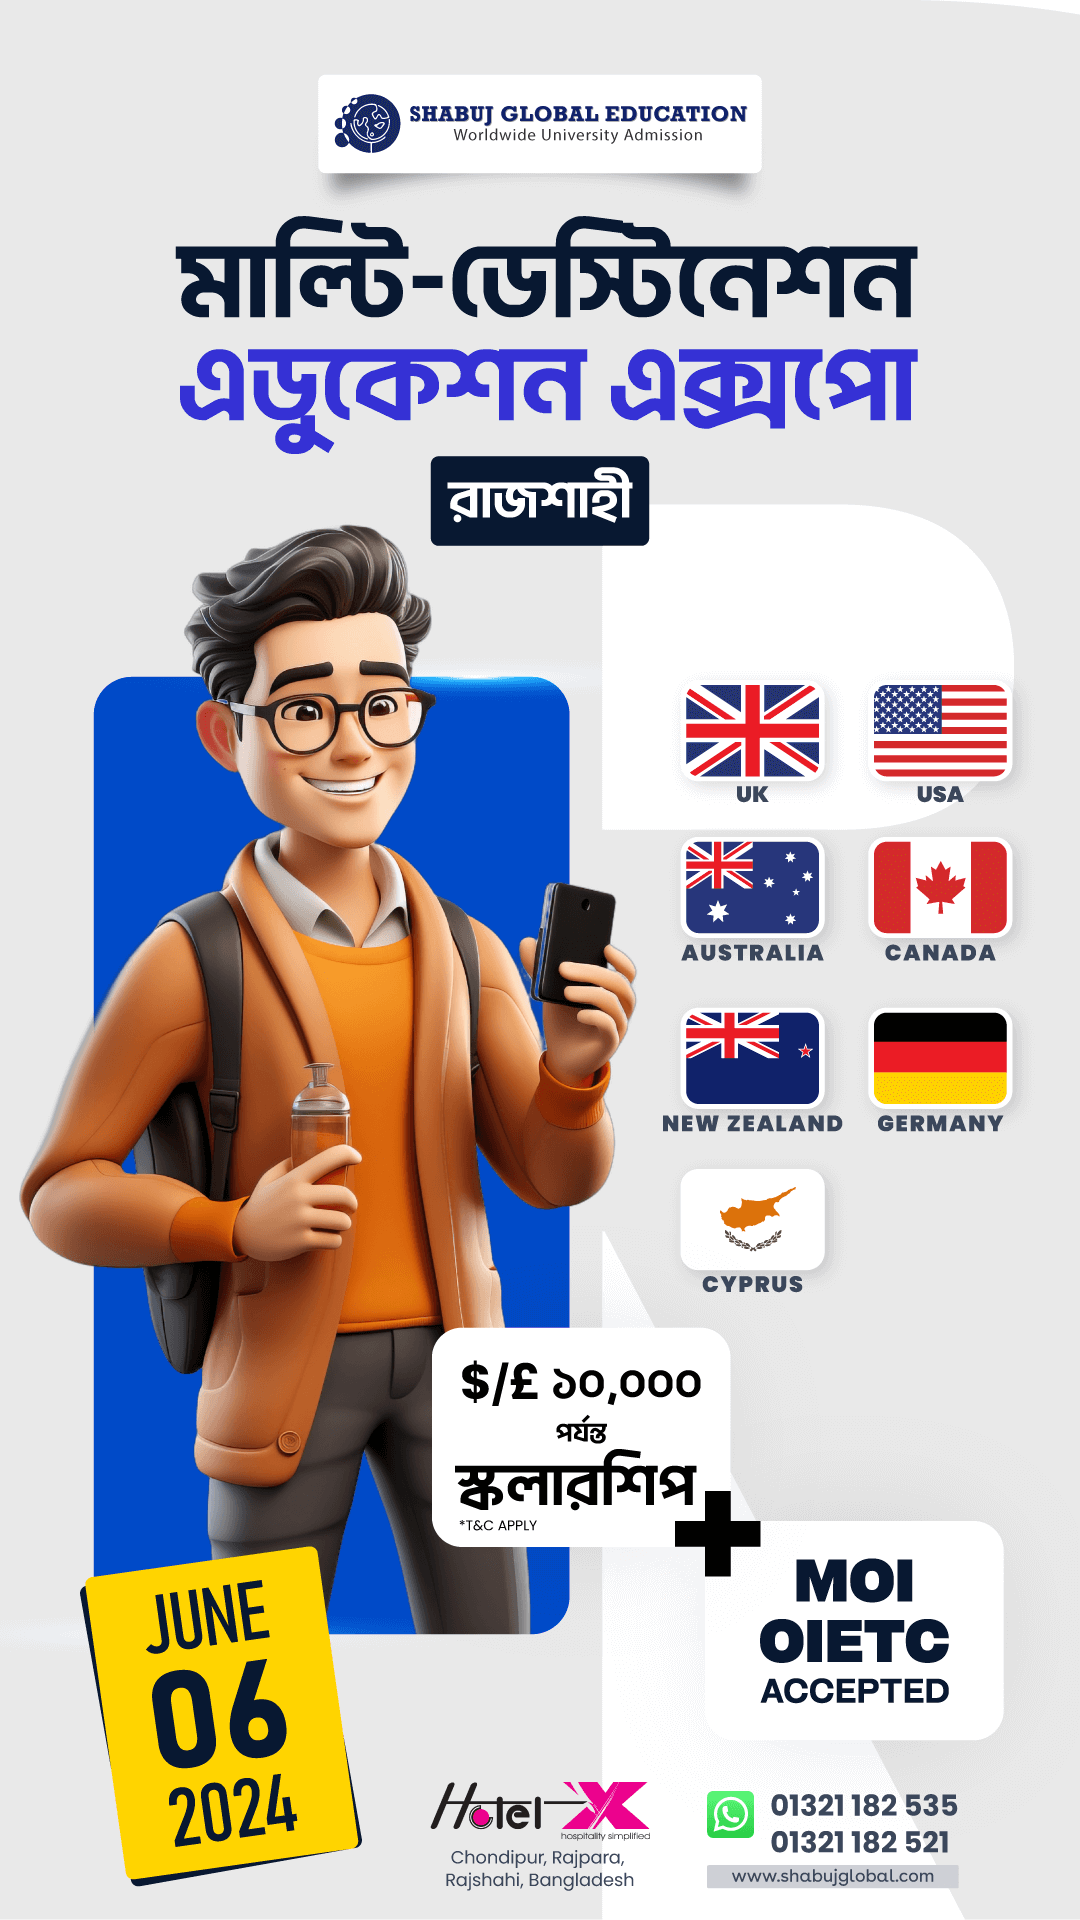 SHABUJ GLOBAL EDUCATION
Worldwide University Admission
মাল্টি-ডেস্টিনেশন
এডুকেশন এক্সপো
রাজশাহী
UK
USA
AUSTRALIA
CANADA
NEW ZEALAND
GERMANY
CYPRUS
$/£ ১০,০০০
পর্যন্ত
স্কলারশিপ
*T&C APPLY
+
MOI
OIETC
ACCEPTED
JUNE
06
2024
Hotel X
hospitality simplified
Chondipur, Rajpara,
Rajshahi, Bangladesh
01321 182 535
01321 182 521
www.shabujglobal.com